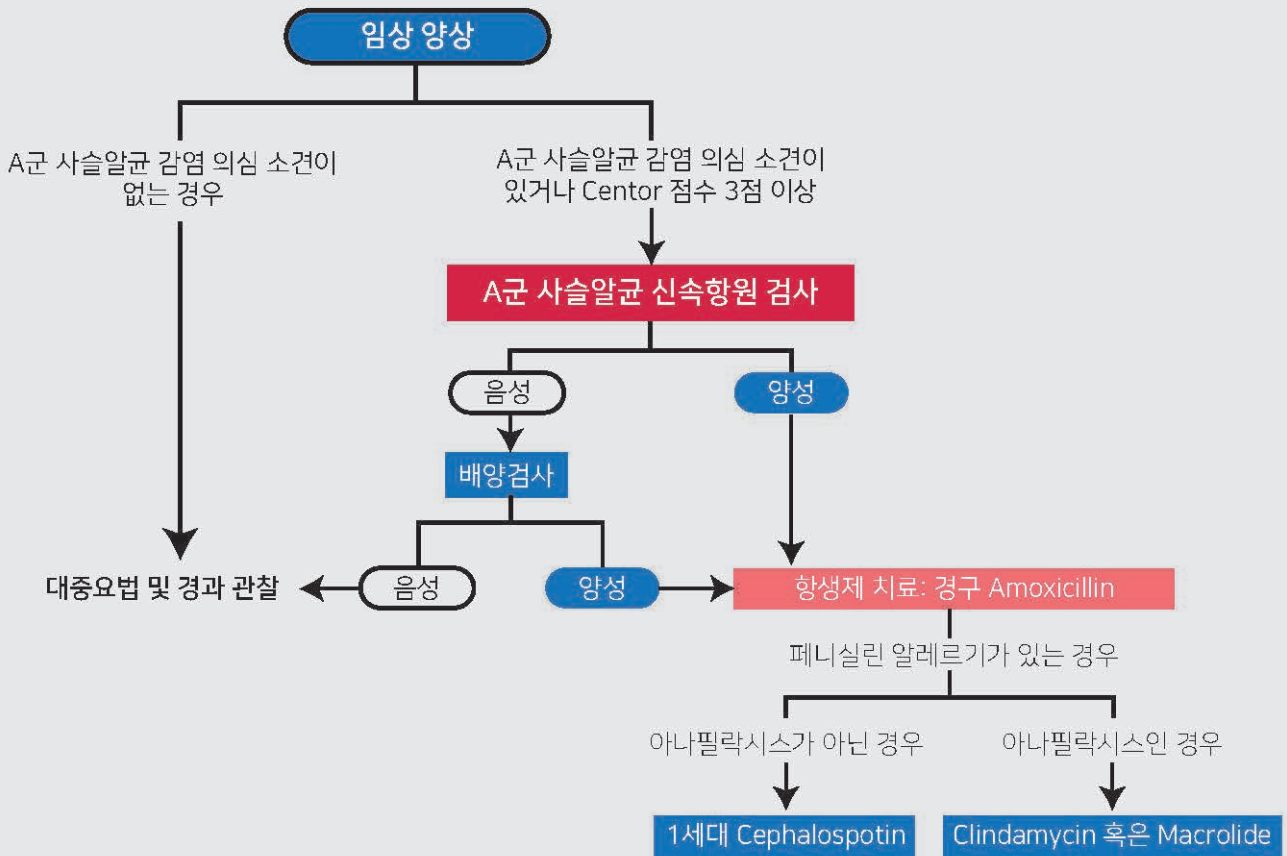 임상 양상
A군 사슬알균 감염 의심 소견이
없는 경우
A군 사슬알균 감염 의심 소견이
있거나 Centor 점수 3점 이상
A군 사슬알균 신속항원 검사
음성
양성
배양검사
대중요법 및 경과 관찰
음성
양성
항생제 치료: 경구 Amoxicillin
페니실린 알레르기가 있는 경우
아나필락시스가 아닌 경우
아나필락시스인 경우
1세대 Cephalospotin
Clindamycin 혹은 Macrolide